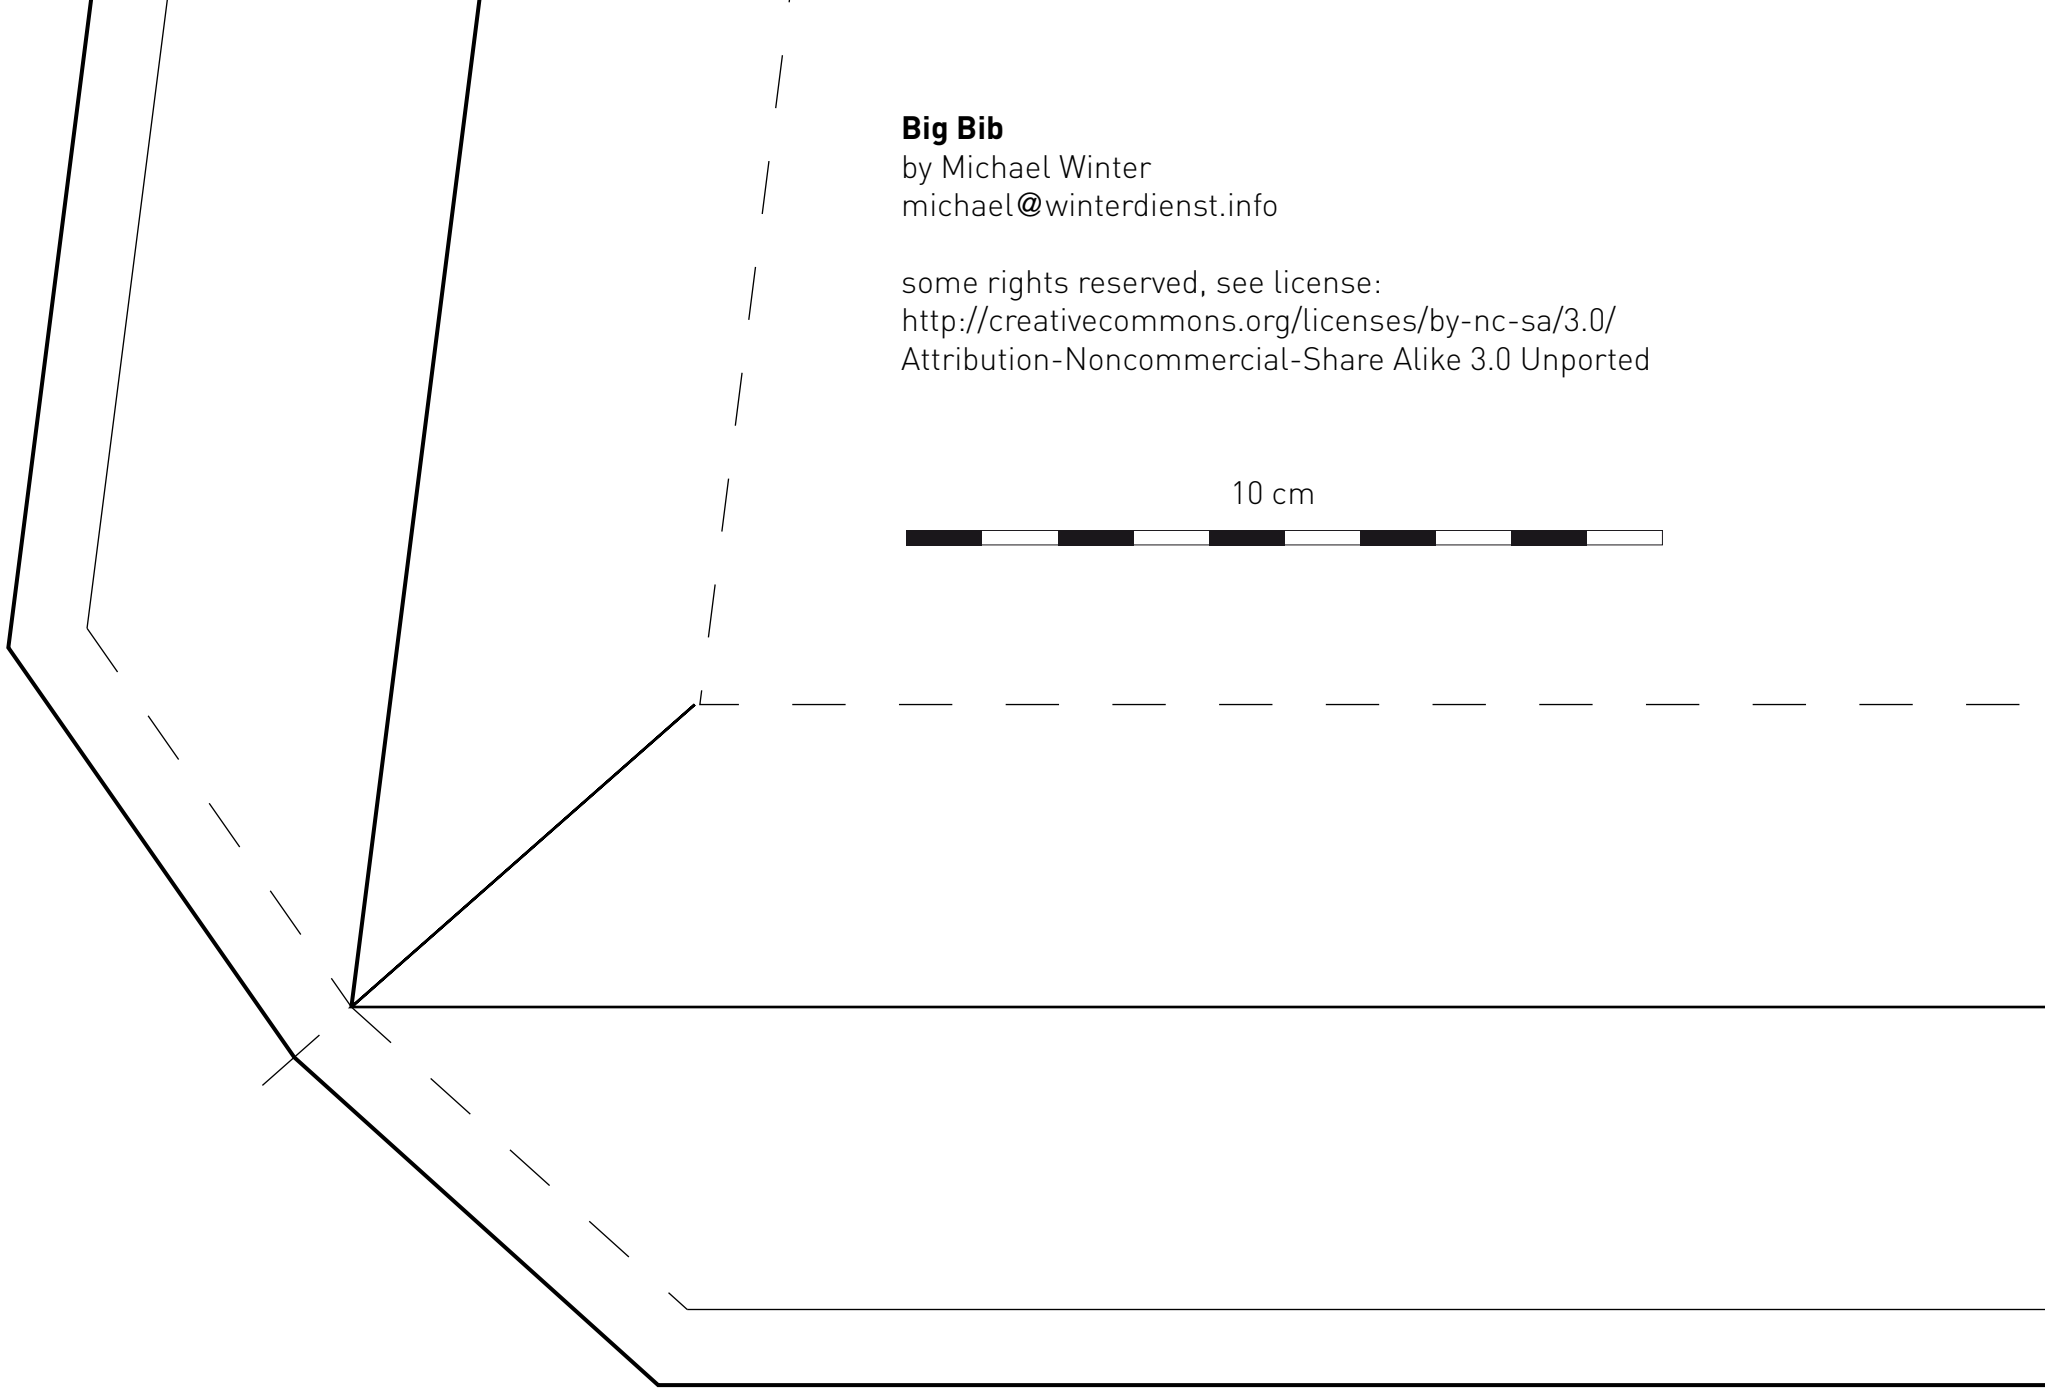 Big Bib
by Michael Winter
michael@winterdienst.info
some rights reserved, see license:
http://creativecommons.org/licenses/by-nc-sa/3.0/
Attribution-Noncommercial-Share Alike 3.0 Unported
10 cm